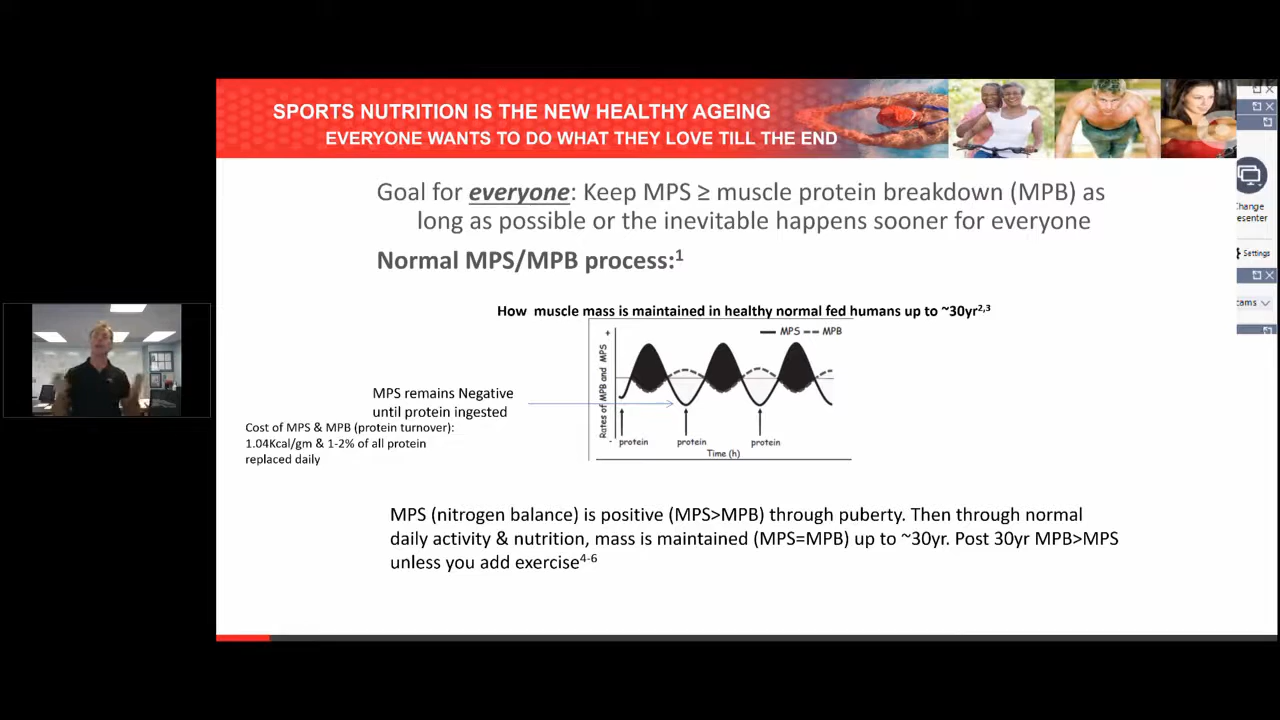 SPORTS NUTRITION IS THE NEW HEALTHY AGEING
EVERYONE WANTS TO DO WHAT THEY LOVE TILL THE END
Goal for everyone: Keep MPS ≥ muscle protein breakdown (MPB) as
long as possible or the inevitable happens sooner for everyone
Normal MPS/MPB process:1
How muscle mass is maintained in healthy normal fed humans up to ~30yr2,3
+
MPS MPB
Rates of MPB and MPS
-
protein protein protein
Time (h)
MPS remains Negative
until protein ingested
Cost of MPS & MPB (protein turnover):
1.04Kcal/gm & 1-2% of all protein
replaced daily
MPS (nitrogen balance) is positive (MPS>MPB) through puberty. Then through normal
daily activity & nutrition, mass is maintained (MPS=MPB) up to ~30yr. Post 30yr MPB>MPS
unless you add exercise4-6
Change
esenter
Settings
cams